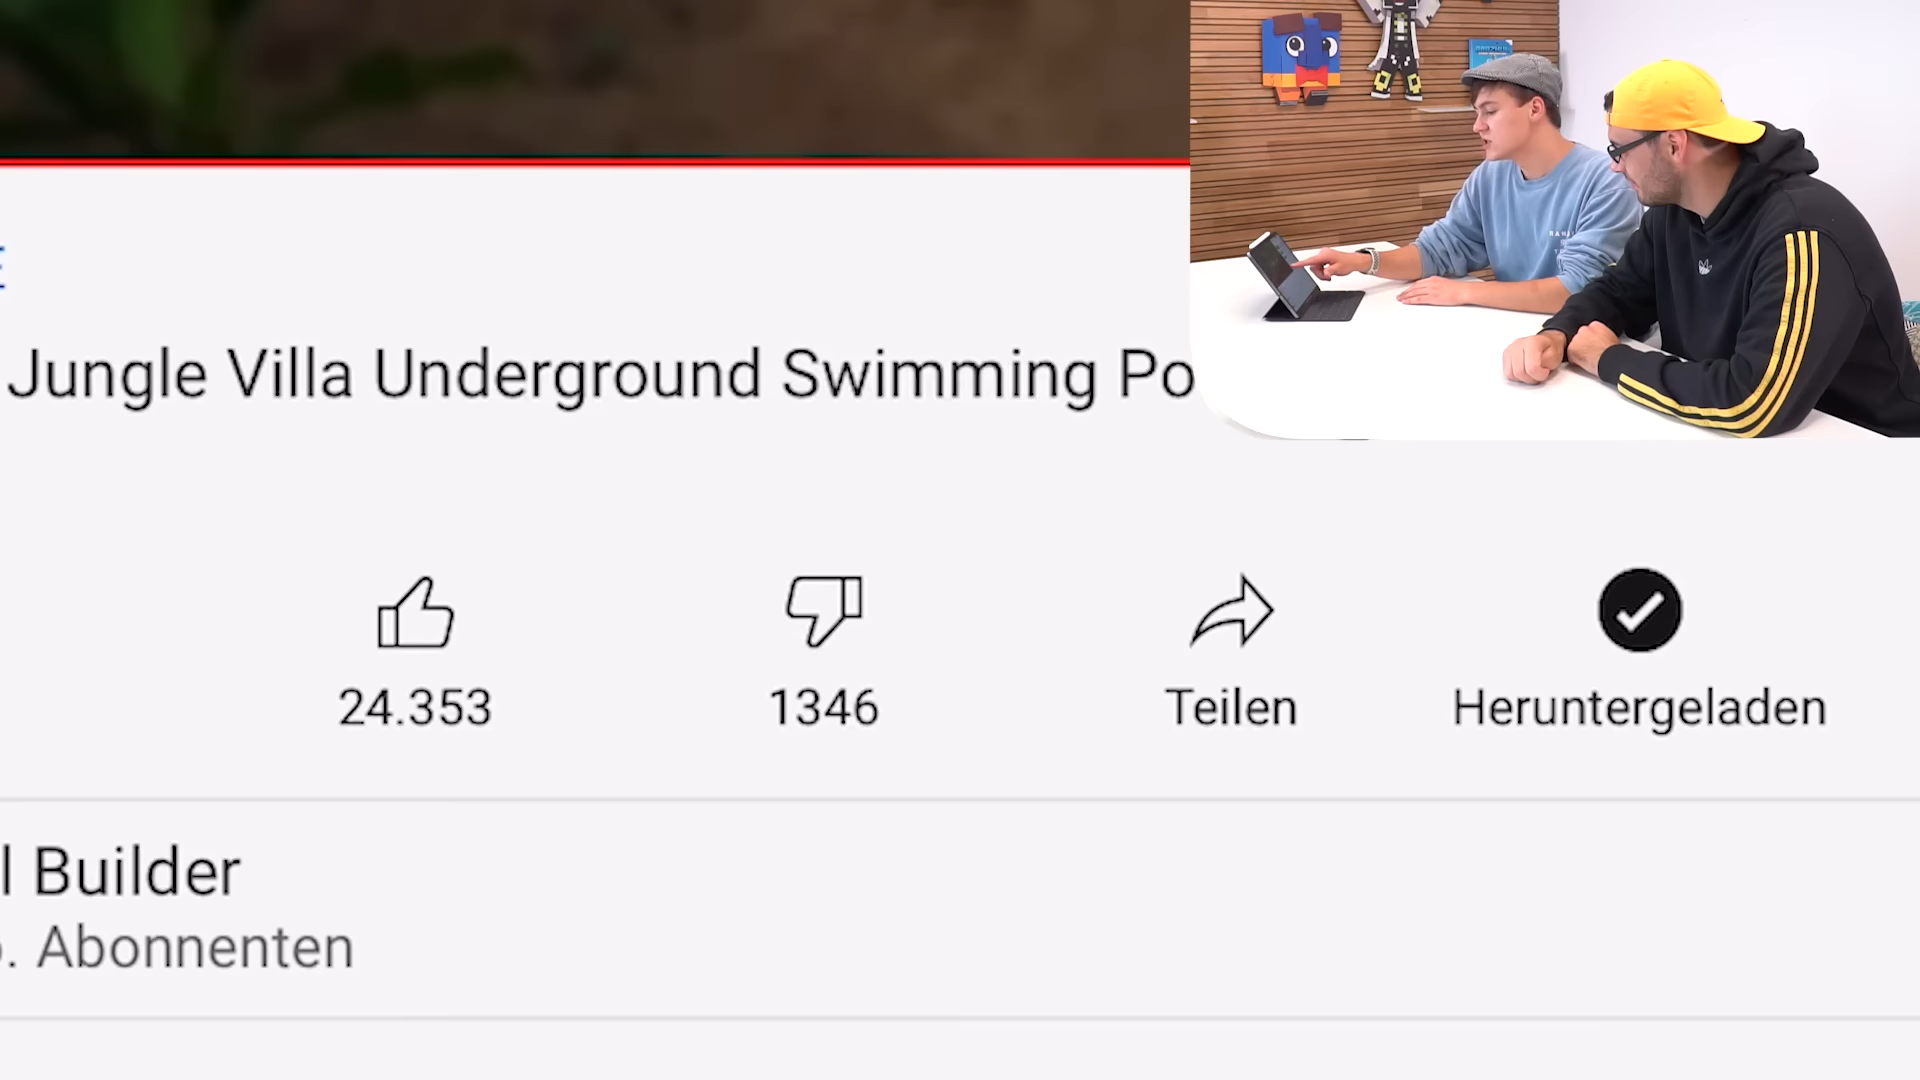 Jungle Villa Underground Swimming Po
24.353
1346
Teilen
Heruntergeladen
l Builder
. Abonnenten